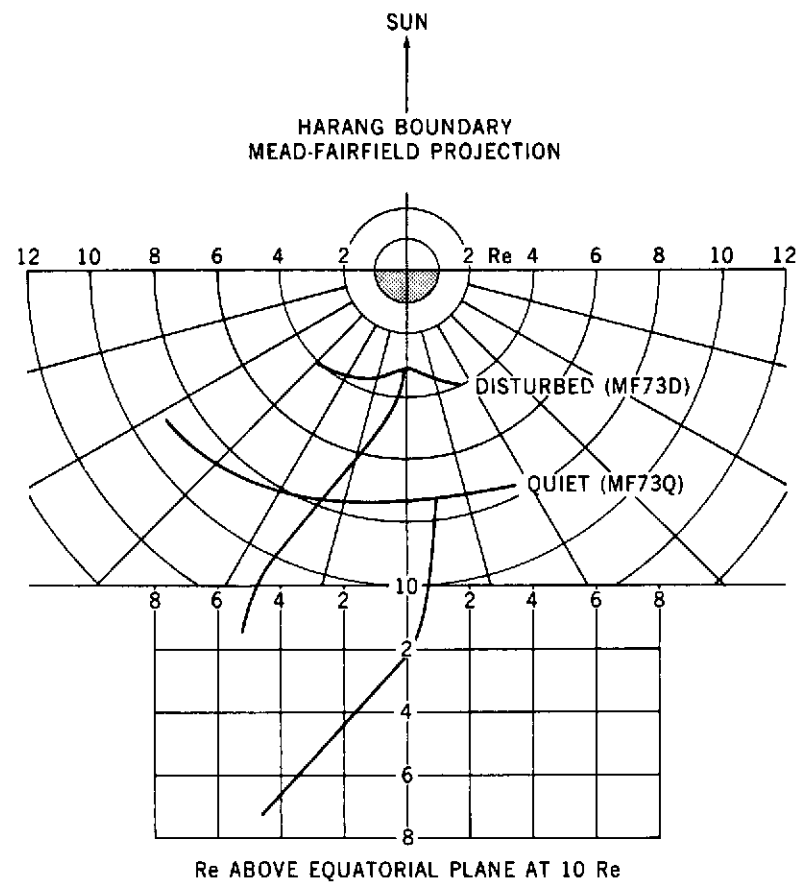 SUN
HARANG BOUNDARY
MEAD-FAIRFIELD PROJECTION
12 10 8 6 4 2 2 Re 4 6 8 10 12
DISTURBED (MF73D)
QUIET (MF73Q)
10
8 6 4 2 2 4 6 8
2
4
6
8
Re ABOVE EQUATORIAL PLANE AT 10 Re